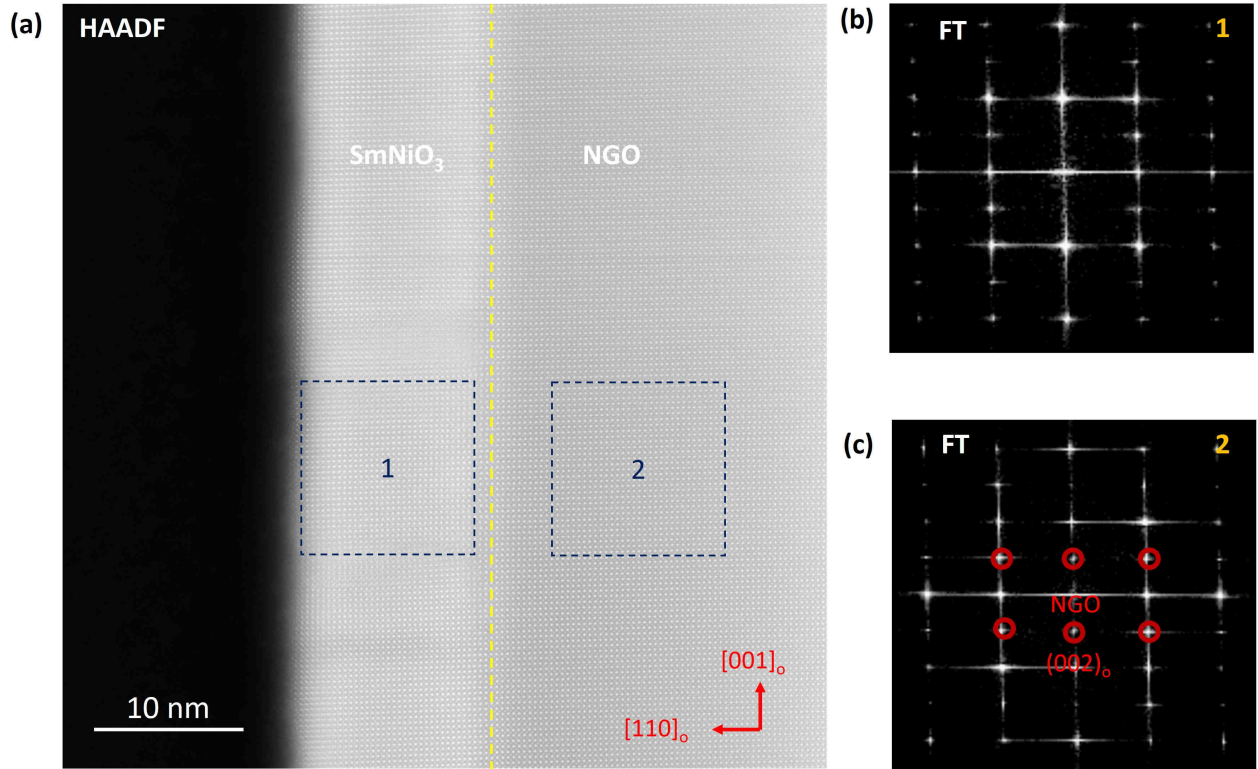 (a) HAADF
SmNiO₃ NGO
1 2
[001]ₒ
[110]ₒ
10 nm
(b) FT 1
(c) FT 2
NGO
(002)ₒ